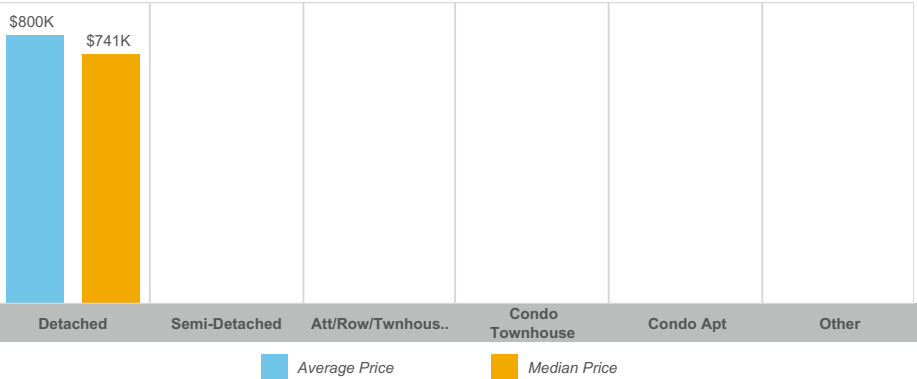 $800K
$741K
Detached
Semi-Detached
Att/Row/Twnhous..
Condo
Townhouse
Condo Apt
Other
Average Price
Median Price